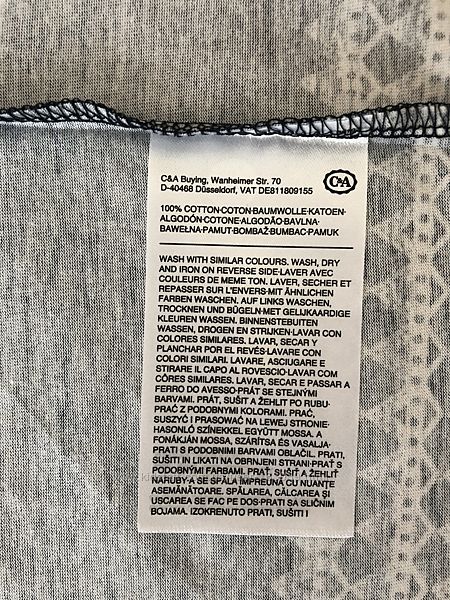 C&A Buying, Wanheimer Str. 70
D-40468 Düsseldorf, VAT DE811809155
C&A
100% COTTON·COTON·BAUMWOLLE·KATOEN·
ALGODÓN·COTONE·ALGODÃO·BAVLNA·
BAWEŁNA·PAMUT·BOMBAŽ·BUMBAC·PAMUK
WASH WITH SIMILAR COLOURS. WASH, DRY
AND IRON ON REVERSE SIDE·LAVER AVEC
COULEURS DE MEME TON. LAVER, SECHER ET
REPASSER SUR L'ENVERS·MIT ÄHNLICHEN
FARBEN WASCHEN. AUF LINKS WASCHEN,
TROCKNEN UND BÜGELN·MET GELIJKAARDIGE
KLEUREN WASSEN. BINNENSTEBUITEN
WASSEN, DROGEN EN STRIJKEN·LAVAR CON
COLORES SIMILARES. LAVAR, SECAR Y
PLANCHAR POR EL REVÉS·LAVARE CON
COLORI SIMILARI. LAVARE, ASCIUGARE E
STIRARE IL CAPO AL ROVESCIO·LAVAR COM
CÔRES SIMILARES. LAVAR, SECAR E PASSAR A
FERRO DO AVESSO·PRÁT SE STEJNÝMI
BARVAMI. PRÁT, SUŠIT A ŽEHLIT PO RUBU·
PRAĆ Z PODOBNYMI KOLORAMI. PRAĆ,
SUSZYĆ I PRASOWAĆ NA LEWEJ STRONIE·
HASONLÓ SZÍNEKKEL EGYÜTT MOSSA. A
FONÁKJÁN MOSSA, SZÁRÍTSA ÉS VASALJA·
PRATI S PODOBNIMI BARVAMI OBLAČIL. PRATI,
SUŠITI IN LIKATI NA OBRNJENI STRANI·PRAŤ S
PODOBNÝMI FARBAMI. PRAŤ, SUŠIŤ A ŽEHLIŤ
NARUBY·A SE SPĂLA ÎMPREUNĂ CU NUANȚE
ASEMĂNĂTOARE. SPĂLAREA, CĂLCAREA ȘI
USCAREA SE FAC PE DOS·PRATI SA SLIČNIM
BOJAMA. IZOKRENUTO PRATI, SUŠITI I